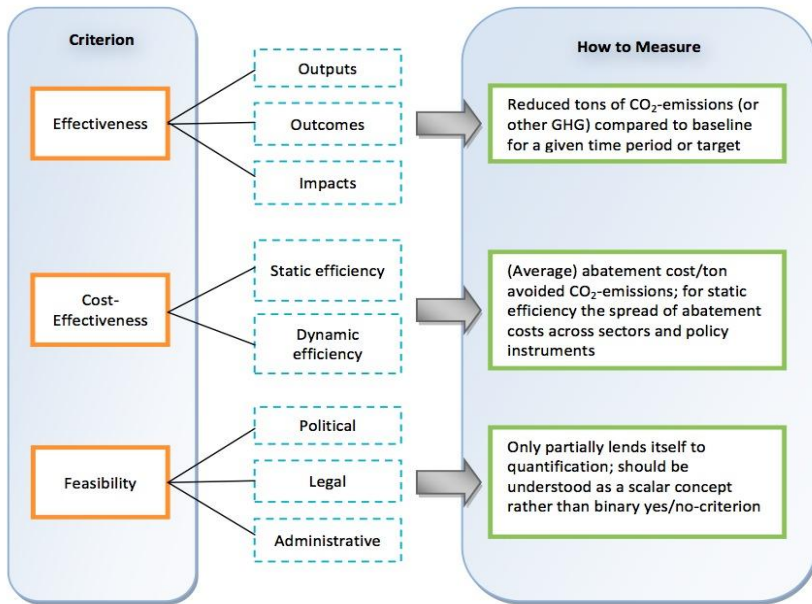 Criterion
How to Measure
Effectiveness
Outputs
Outcomes
Impacts
Reduced tons of CO₂-emissions (or
other GHG) compared to baseline
for a given time period or target
Cost-
Effectiveness
Static efficiency
Dynamic
efficiency
(Average) abatement cost/ton
avoided CO₂-emissions; for static
efficiency the spread of abatement
costs across sectors and policy
instruments
Feasibility
Political
Legal
Administrative
Only partially lends itself to
quantification; should be
understood as a scalar concept
rather than binary yes/no-criterion